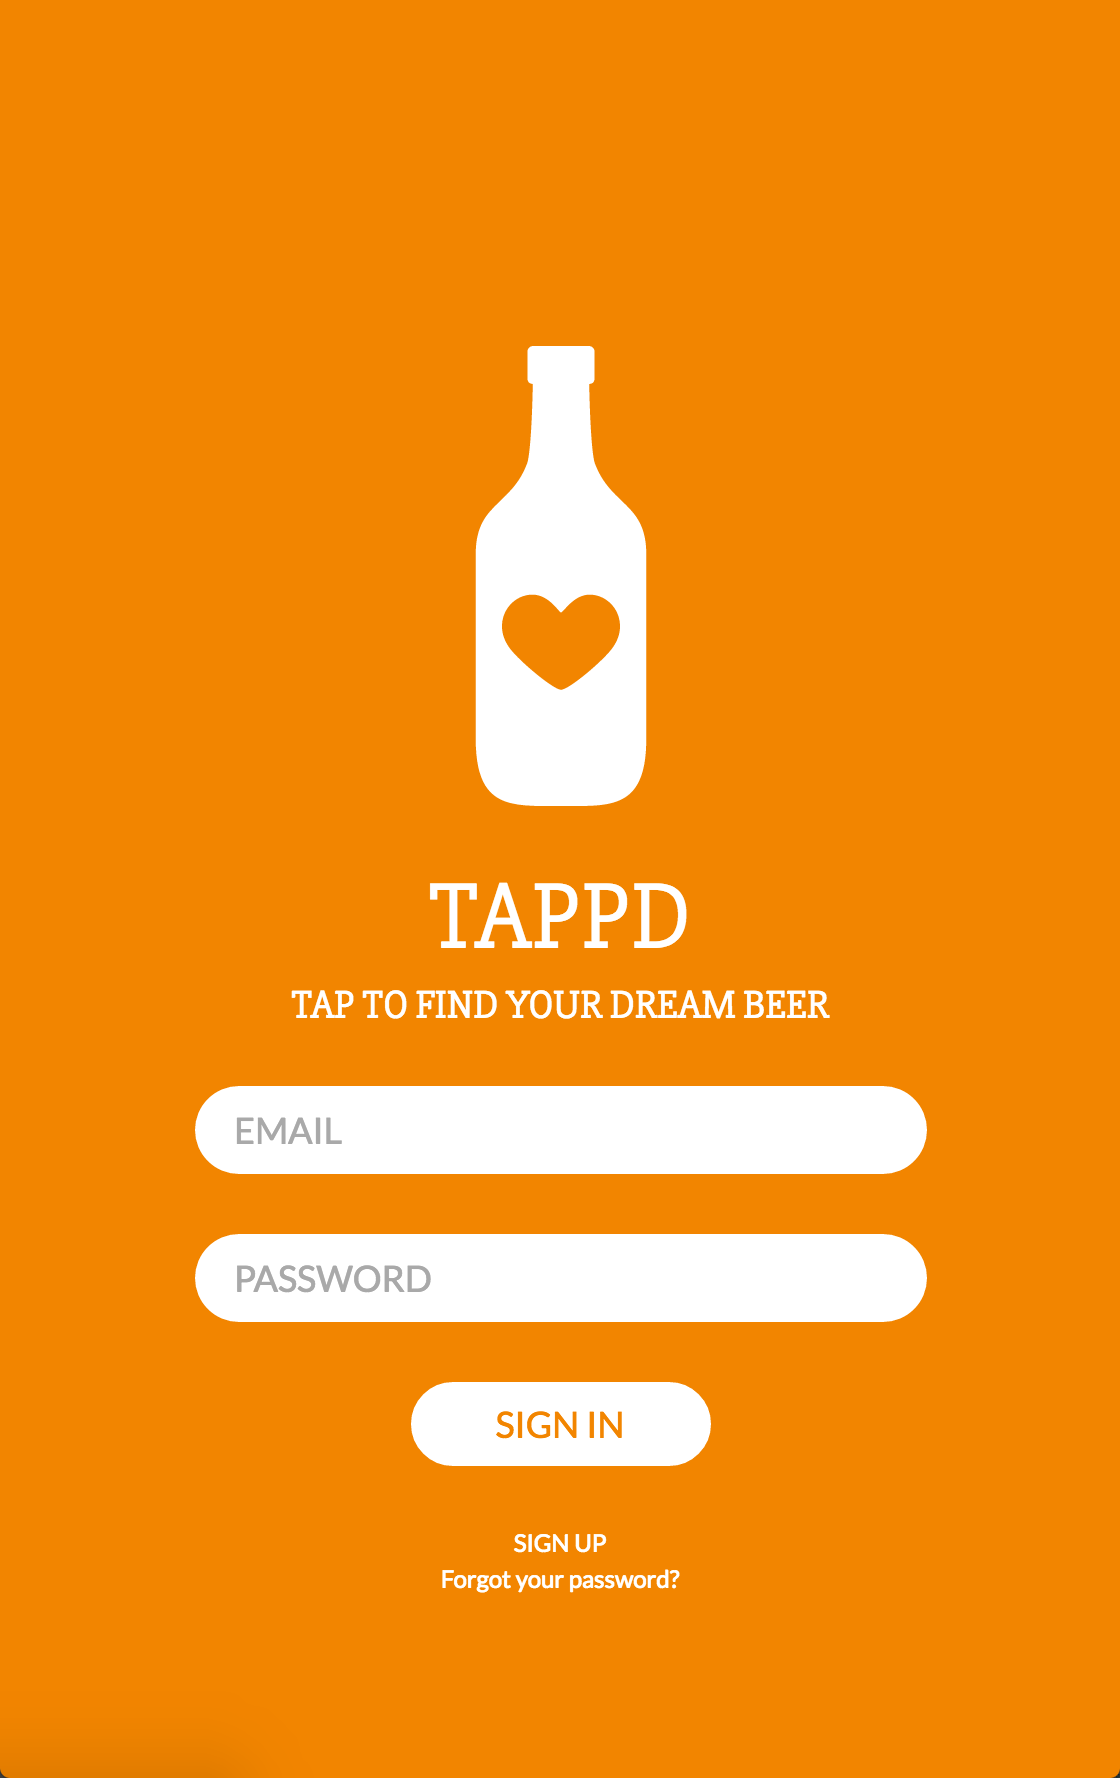 TAPPD
TAP TO FIND YOUR DREAM BEER
EMAIL
PASSWORD
SIGN IN
SIGN UP
Forgot your password?